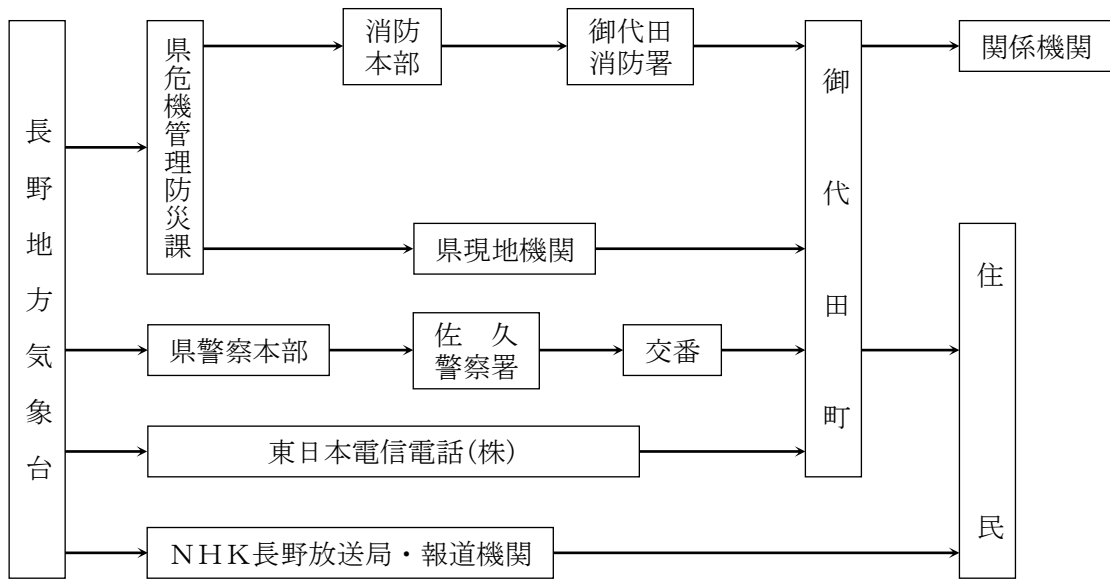 長野地方気象台
県危機管理防災課
消防
本部
御代田
消防署
御代田町
関係機関
県現地機関
住民
県警察本部
佐　久
警察署
交番
東日本電信電話(株)
ＮＨＫ長野放送局・報道機関